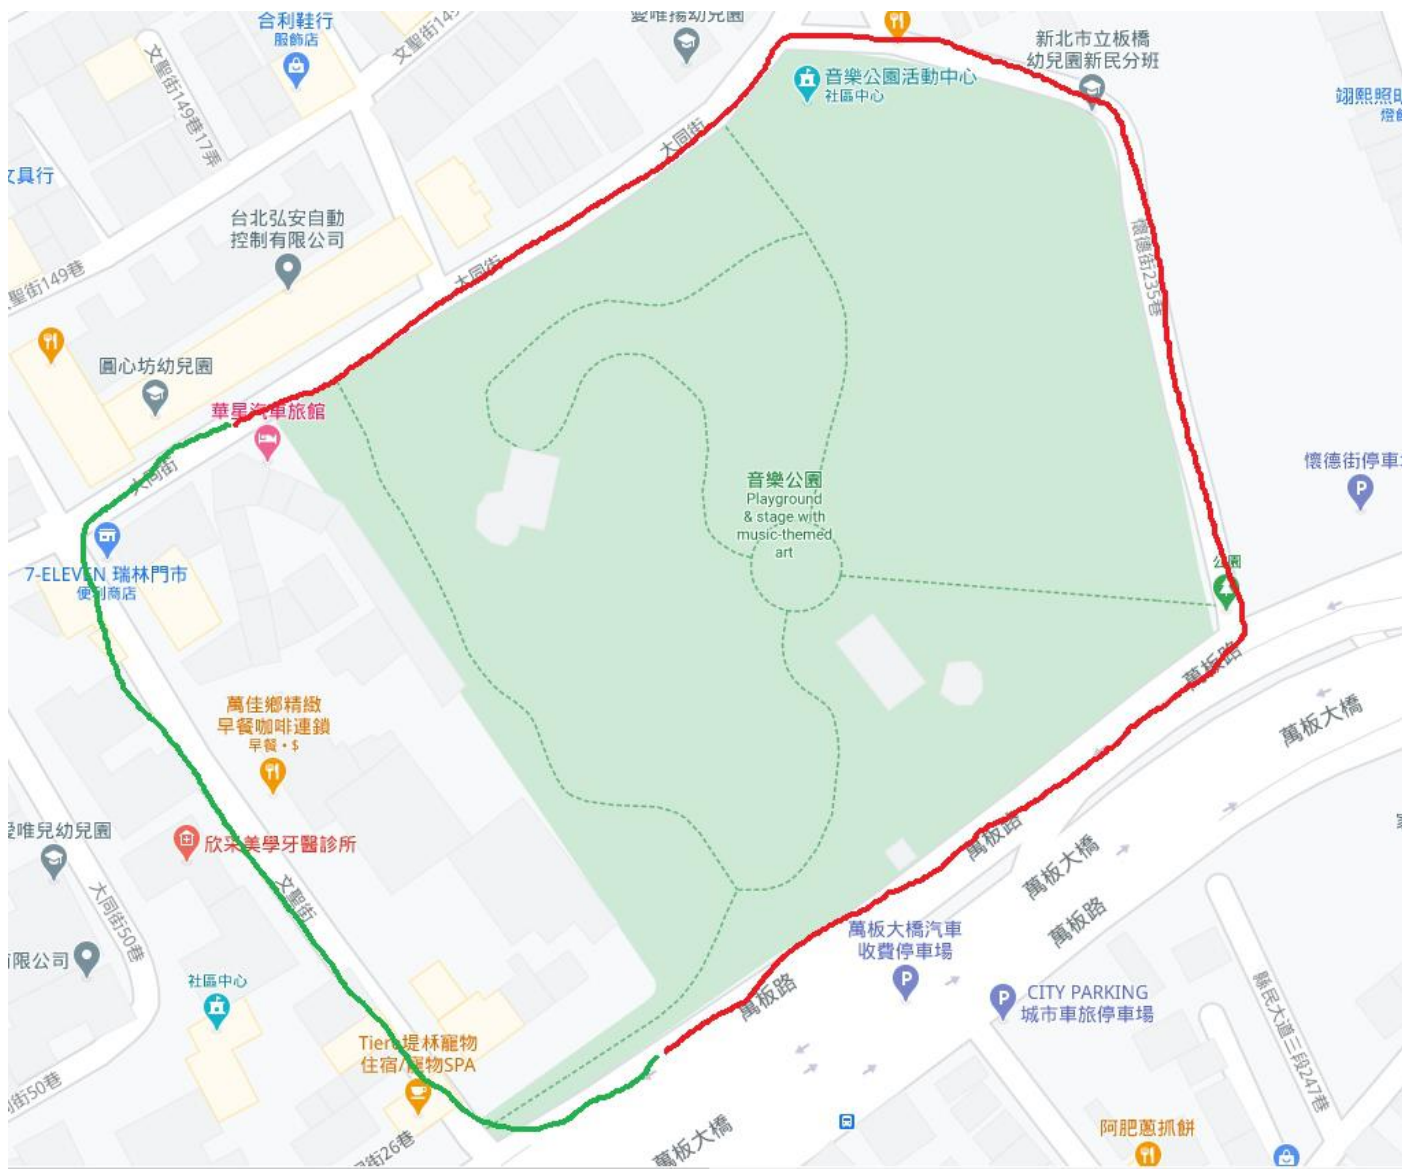 合利鞋行
服飾店
文聖街149
愛唯揚幼兒園
新北市立板橋
幼兒園新民分班
音樂公園活動中心
社區中心
翊熙照明
燈飾
文聖街149巷17弄
大同街
文具行
台北弘安自動
控制有限公司
大同街
懷德街235巷
文聖街149巷
圓心坊幼兒園
華星汽車旅館
大同街
音樂公園
Playground
& stage with
music-themed
art
懷德街停車
P
7-ELEVEN 瑞林門市
便利商店
公園
萬板路
萬板大橋
萬佳鄉精緻
早餐咖啡連鎖
早餐・$
愛唯兒幼兒園
欣采美學牙醫診所
萬板路
萬板大橋
文聖街
大同街50巷
萬板路
萬板大橋汽車
收費停車場
P
有限公司
社區中心
萬板路
CITY PARKING
城市車旅停車場
P
縣民大道三段247巷
Tiero堤林寵物
住宿/寵物SPA
街50巷
街26巷
萬板大橋
阿肥蔥抓餅